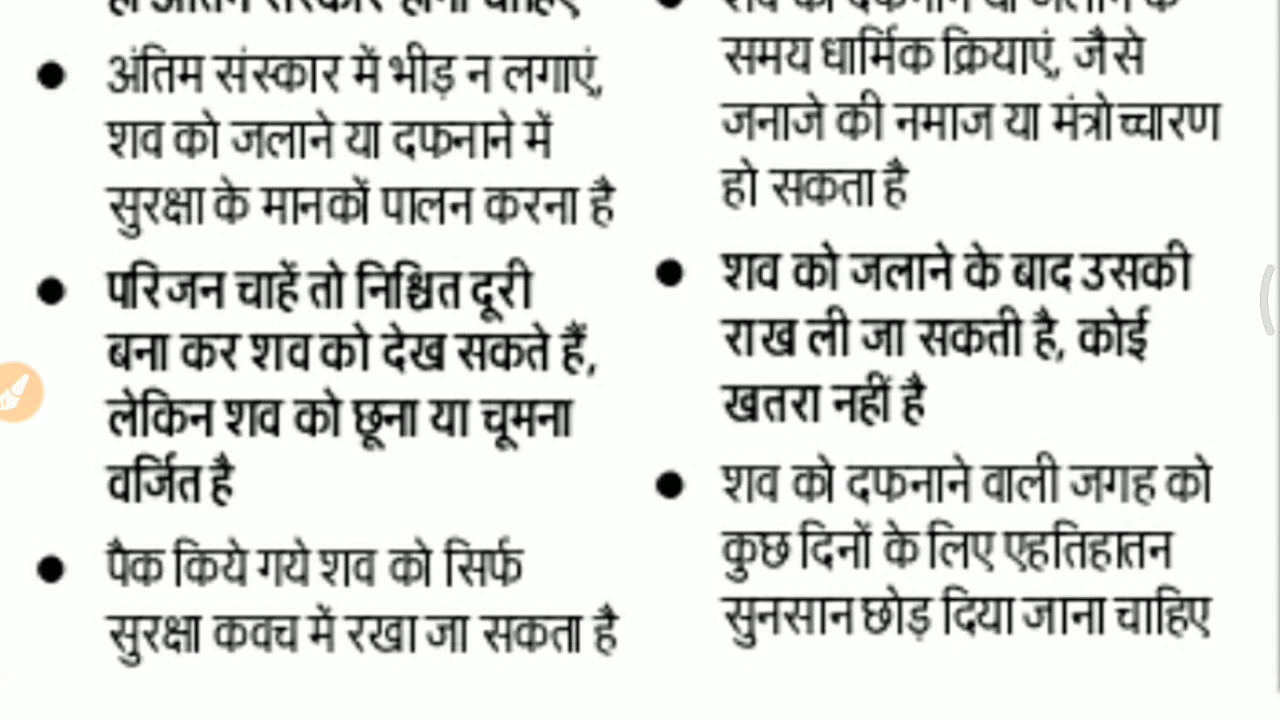 अंतिम संस्कार में भीड़ न लगाएं,
शव को जलाने या दफनाने में
सुरक्षा के मानकों पालन करना है
परिजन चाहें तो निश्चित दूरी
बना कर शव को देख सकते हैं,
लेकिन शव को छूना या चूमना
वर्जित है
पैक किये गये शव को सिर्फ
सुरक्षा कवच में रखा जा सकता है
समय धार्मिक क्रियाएं, जैसे
जनाजे की नमाज या मंत्रोच्चारण
हो सकता है
शव को जलाने के बाद उसकी
राख ली जा सकती है, कोई
खतरा नहीं है
शव को दफनाने वाली जगह को
कुछ दिनों के लिए एहतिहातन
सुनसान छोड़ दिया जाना चाहिए